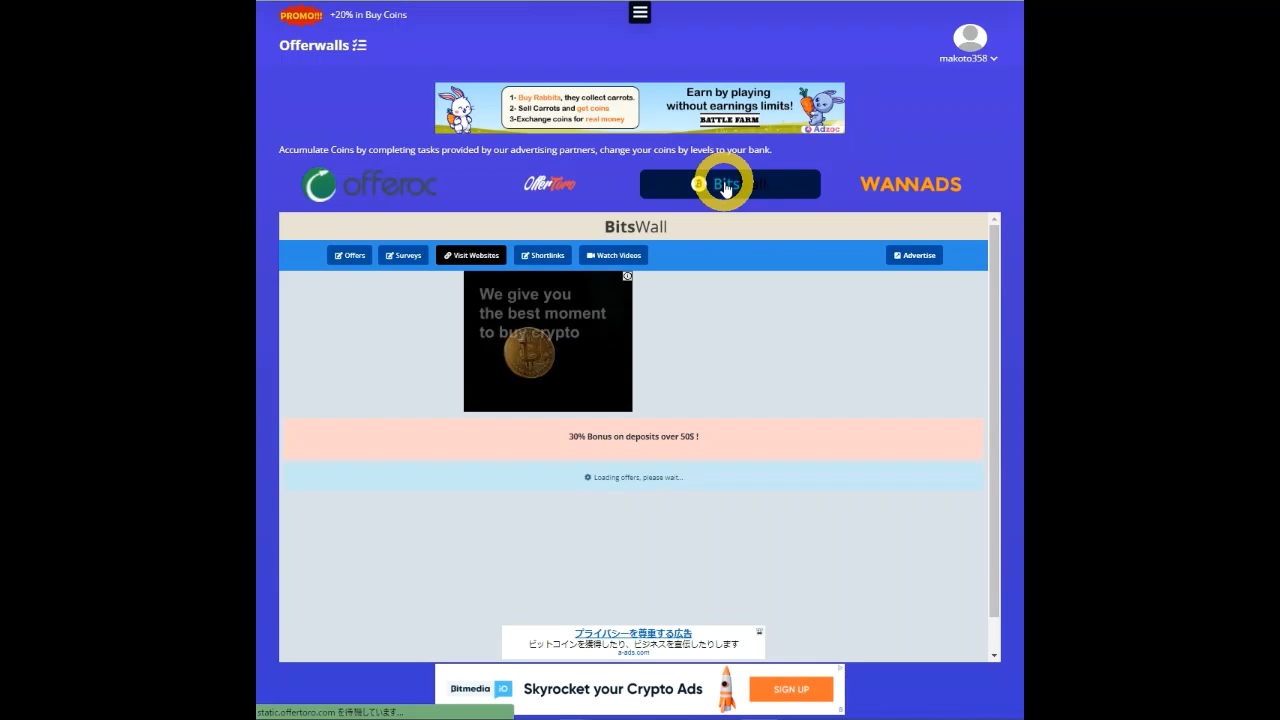 PROMO!!! +20% in Buy Coins
Offerwalls
makoto358
1- Buy Rabbits, they collect carrots.
2- Sell Carrots and get coins
3-Exchange coins for real money
Earn by playing
without earnings limits!
BATTLE FARM
Adzoc
Accumulate Coins by completing tasks provided by our advertising partners, change your coins by levels to your bank.
offeroc
OfferToro
BitsWall
WANNADS
BitsWall
Offers
Surveys
Visit Websites
Shortlinks
Watch Videos
Advertise
We give you
the best moment
to buy crypto
30% Bonus on deposits over 50$ !
Loading offers, please wait...
プライバシーを尊重する広告
ビットコインを獲得したり、ビジネスを宣伝したりします
a-ads.com
Bitmedia IO
Skyrocket your Crypto Ads
SIGN UP
static.offertoro.com を待機しています...